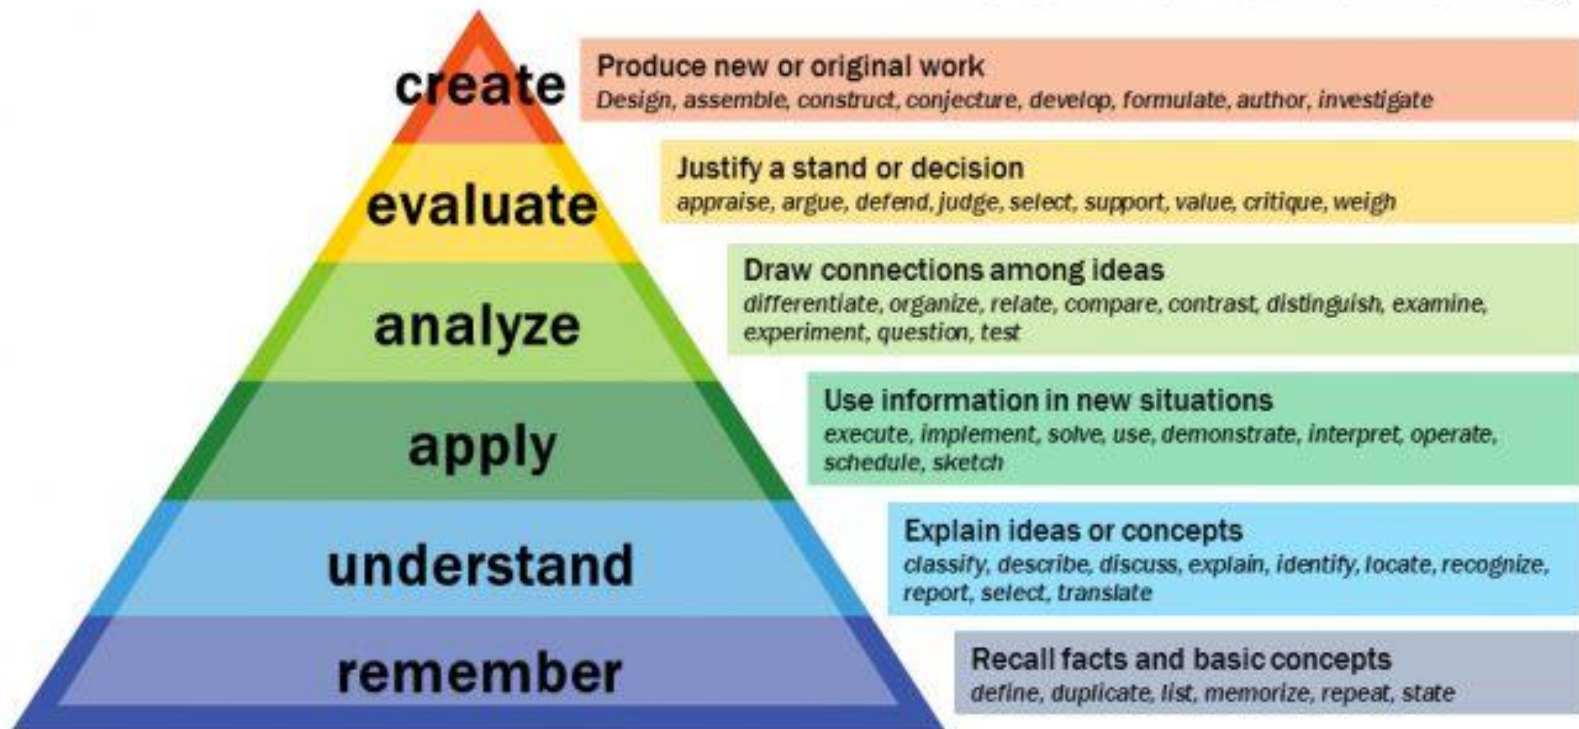 create
Produce new or original work
Design, assemble, construct, conjecture, develop, formulate, author, investigate
evaluate
Justify a stand or decision
appraise, argue, defend, judge, select, support, value, critique, weigh
analyze
Draw connections among ideas
differentiate, organize, relate, compare, contrast, distinguish, examine,
experiment, question, test
apply
Use information in new situations
execute, implement, solve, use, demonstrate, interpret, operate,
schedule, sketch
understand
Explain ideas or concepts
classify, describe, discuss, explain, identify, locate, recognize,
report, select, translate
remember
Recall facts and basic concepts
define, duplicate, list, memorize, repeat, state